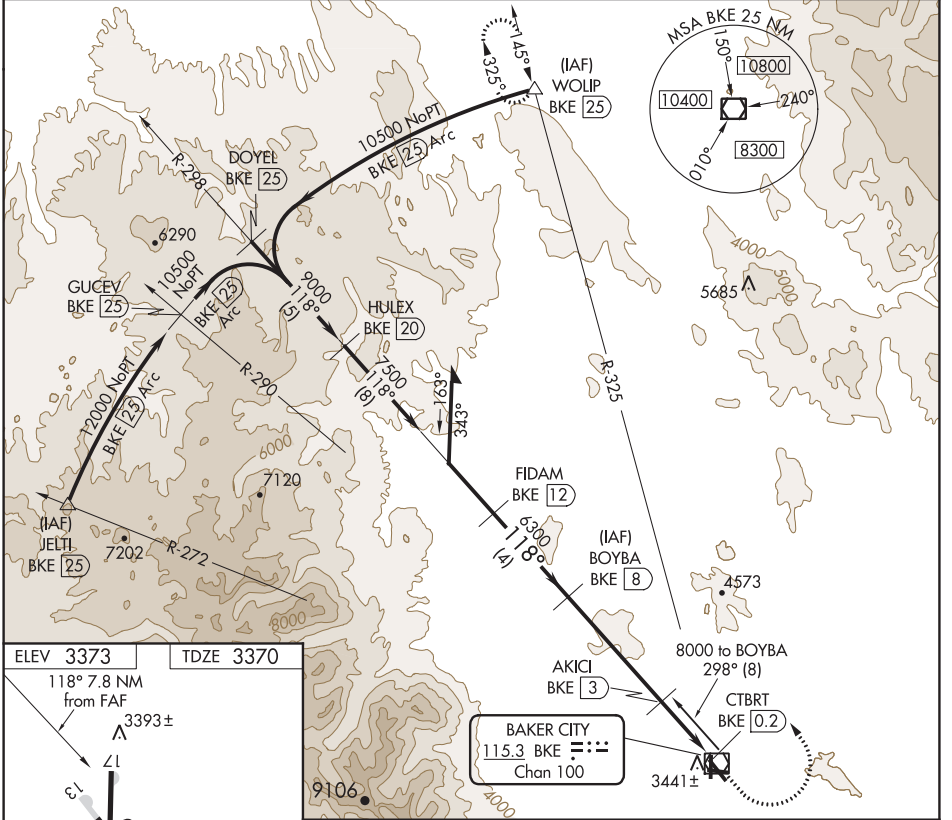 MSA BKE 25 NM
150°
10800
10400
240°
8300
010°
145°
325°
(IAF)
WOLIP
BKE 25
10500 NoPT
BKE 25 Arc
R-298
DOYEL
BKE 25
6290
GUCEV
BKE 25
10500
NoPT
BKE 25
Arc
9000
118°
(5)
HULEX
BKE 20
4000
5000
5685
R-290
7500
118°
(8)
R-325
12000 NoPT
BKE 25 Arc
163°
343°
6000
7120
FIDAM
BKE 12
(IAF)
JELTI
BKE 25
7202
R-272
6300
118°
(4)
(IAF)
BOYBA
BKE 8
4573
8000
8000 to BOYBA
298° (8)
AKICI
BKE 3
CTBRT
BKE 0.2
ELEV 3373
TDZE 3370
118° 7.8 NM
from FAF
3393±
17
13
BAKER CITY
115.3 BKE
Chan 100
3441±
9106
4000